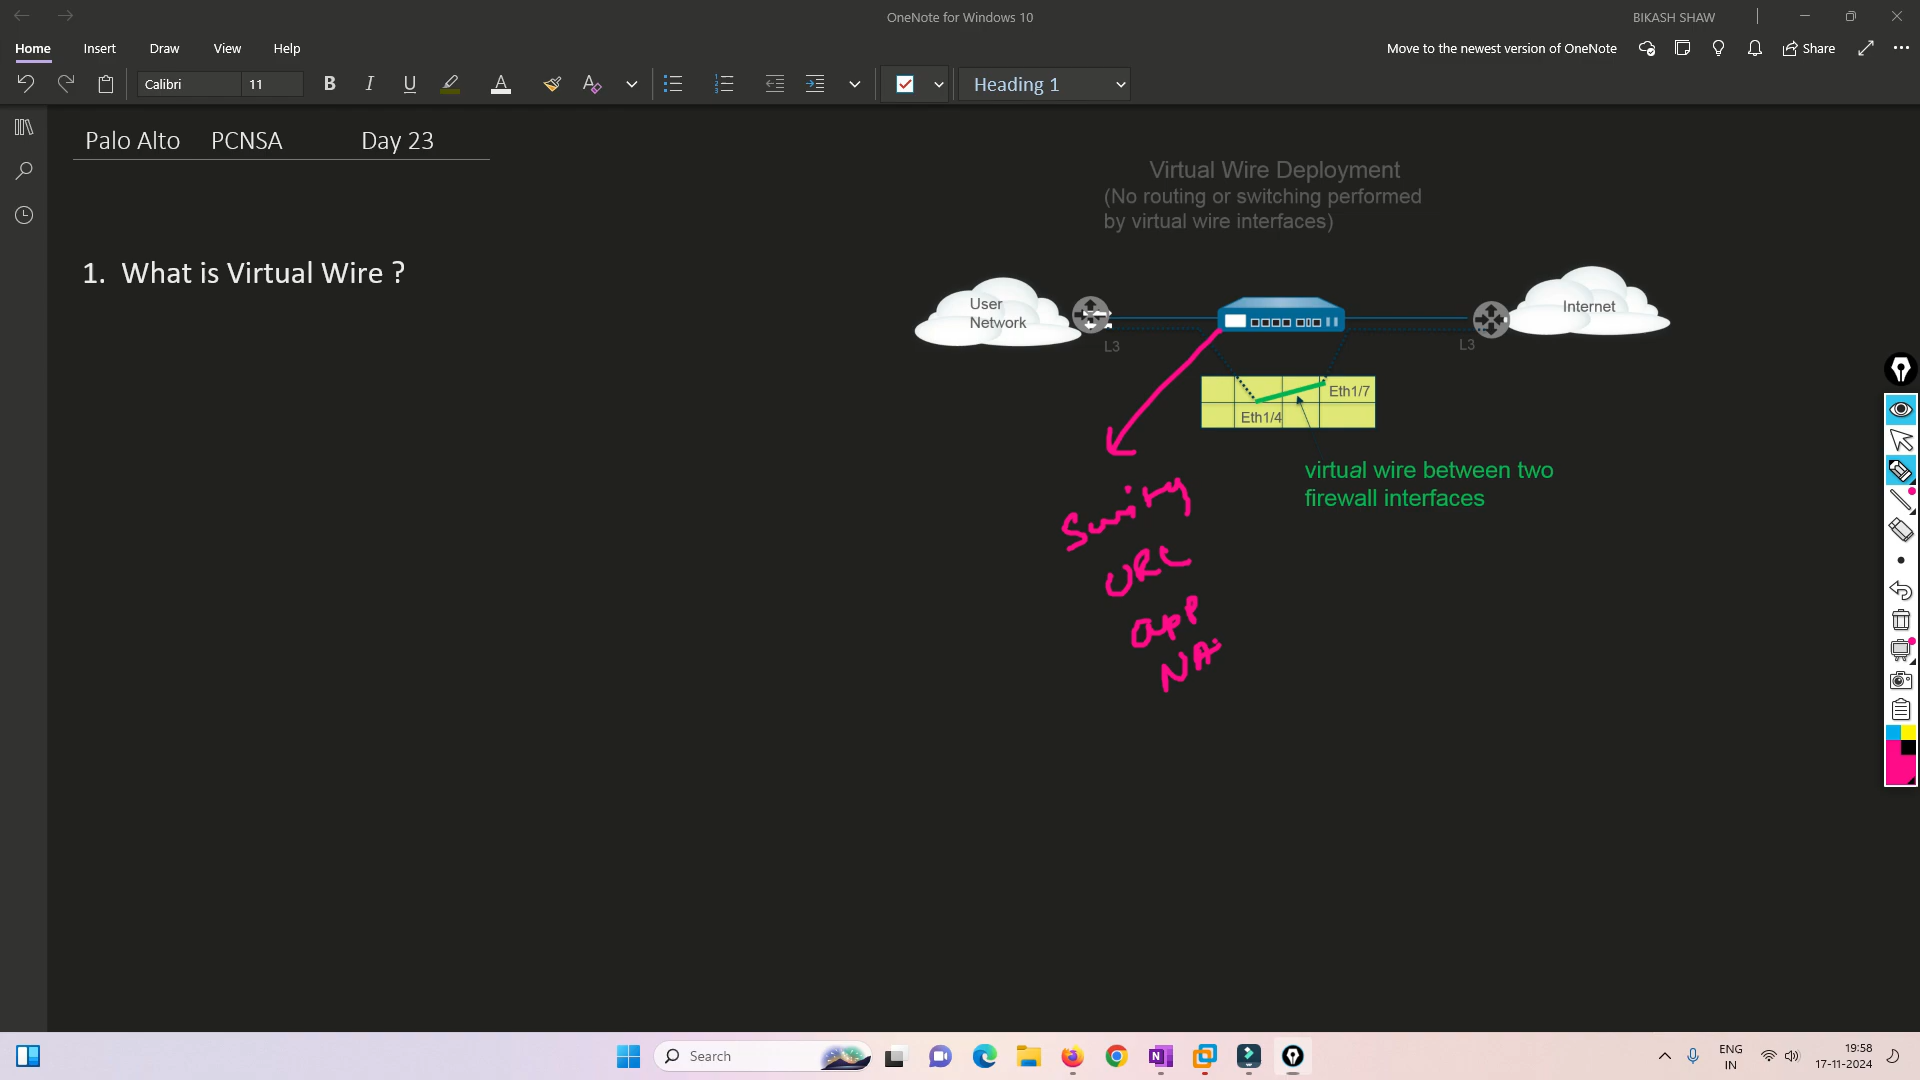 OneNote for Windows 10
BIKASH SHAW
Home Insert Draw View Help
Move to the newest version of OneNote
Share
Calibri 11
B I U A A
Heading 1
Palo Alto PCNSA Day 23
Virtual Wire Deployment
(No routing or switching performed
by virtual wire interfaces)
1. What is Virtual Wire ?
User
Network
Internet
L3
L3
Eth1/7
Eth1/4
virtual wire between two
firewall interfaces
URL
app
NA
Search
ENG
IN
19:58
17-11-2024